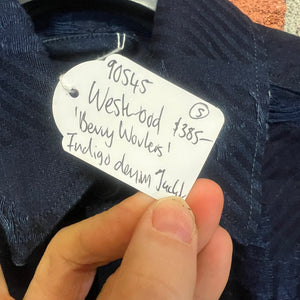 90545
Westwood
(S) $385-
'Benny Workers'
Indigo denim Jacket